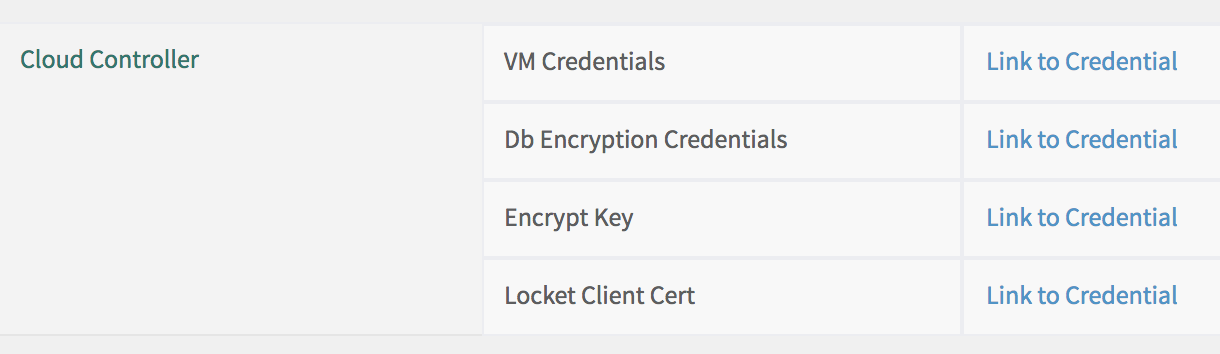 Cloud Controller
VM Credentials
Link to Credential
Db Encryption Credentials
Link to Credential
Encrypt Key
Link to Credential
Locket Client Cert
Link to Credential